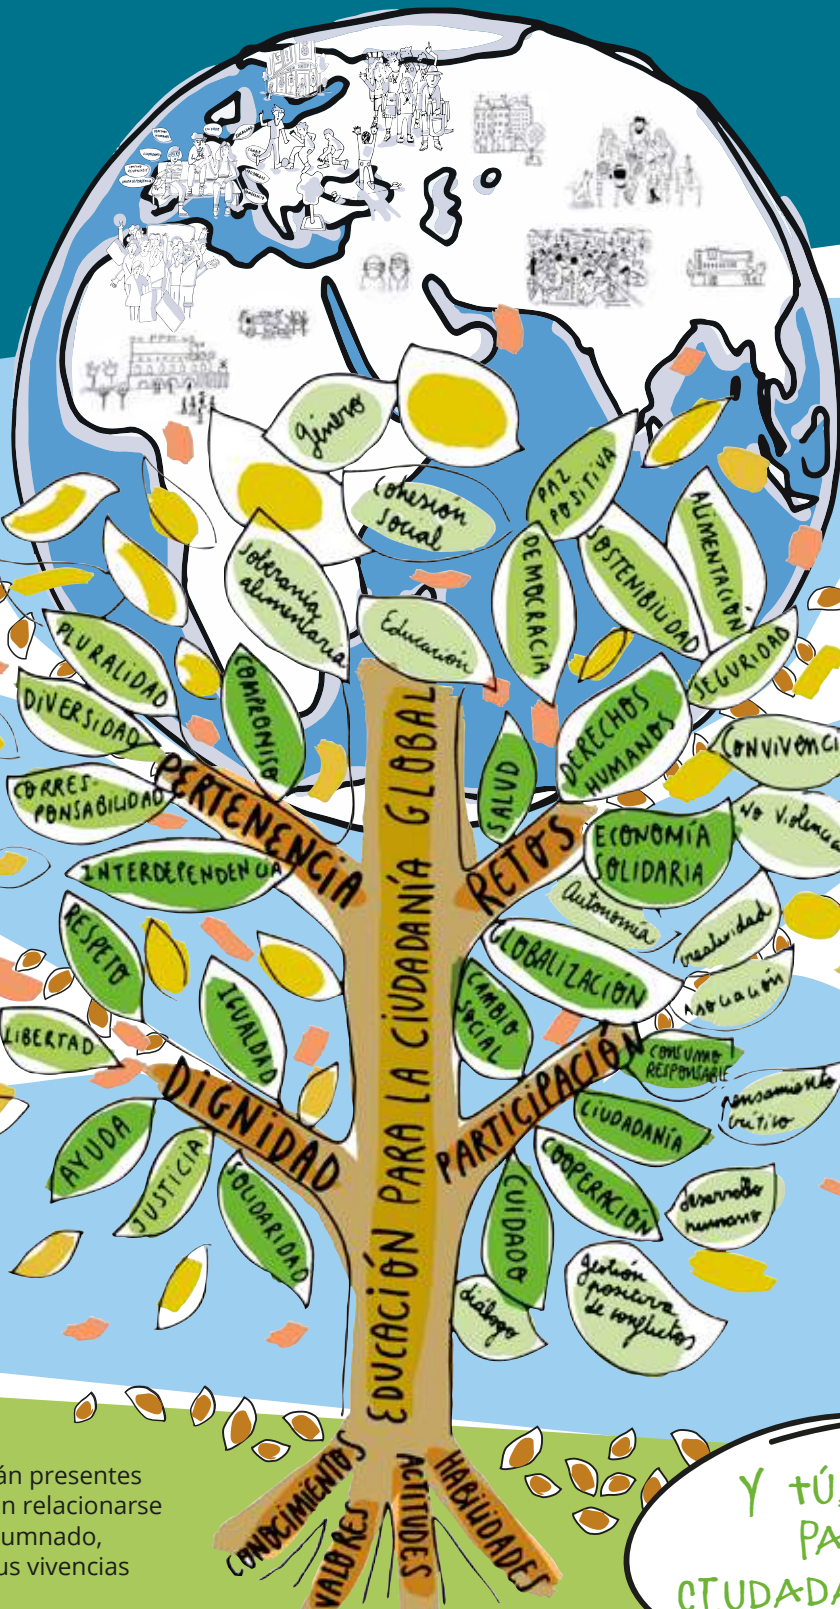 Género
Cohesión
social
Soberanía
alimentaria
Educación
PAZ
POSITIVA
DEMOCRACIA
SOSTENIBILIDAD
ALIMENTACIÓN
SEGURIDAD
PLURALIDAD
DIVERSIDAD
COMPROMISO
CORRES-
PONSABILIDAD
PERTENENCIA
INTERDEPENDENCIA
SALUD
DERECHOS
HUMANOS
CONVIVENCI
NO Violencia
RETOS
ECONOMÍA
SOLIDARIA
Autonomía
creatividad
asociación
GLOBALIZACIÓN
CAMBIO
SOCIAL
RESPETO
IGUALDAD
LIBERTAD
DIGNIDAD
AYUDA
JUSTICIA
SOLIDARIDAD
EDUCACIÓN PARA LA CIUDADANÍA GLOBAL
PARTICIPACIÓN
CONSUMO
RESPONSABLE
pensamiento
crítico
CIUDADANÍA
COOPERACIÓN
desarrollo
humano
CUIDADO
diálogo
gestión
positiva
de conflictos
CONOCIMIENTOS
VALORES
ACTITUDES
HABILIDADES
án presentes
n relacionarse
umnado,
us vivencias
Y TÚ,
PA
CIUDADA